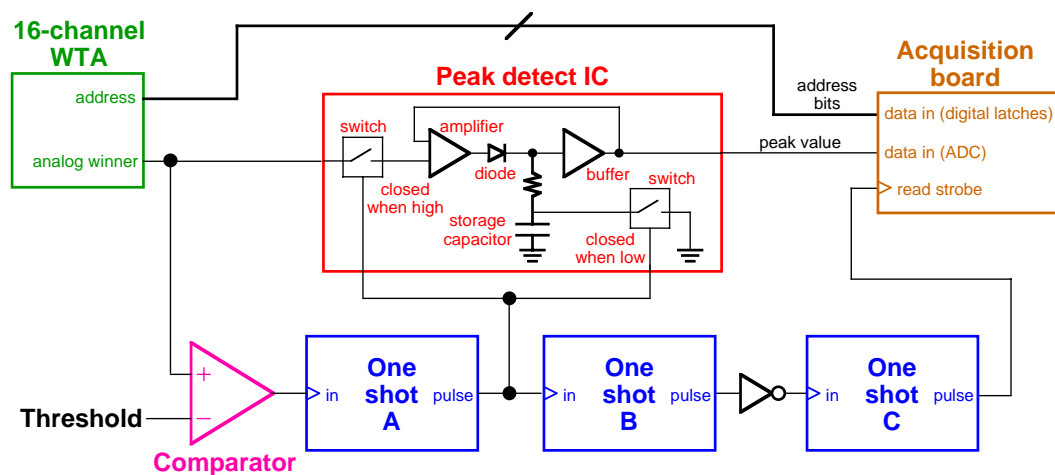 16-channel
WTA
address
analog winner
Peak detect IC
switch
amplifier
diode
buffer
closed
when high
storage
capacitor
switch
closed
when low
address
bits
peak value
Acquisition
board
data in (digital latches)
data in (ADC)
read strobe
+
−
Threshold
Comparator
in
One
shot
A
pulse
in
One
shot
B
pulse
in
One
shot
C
pulse